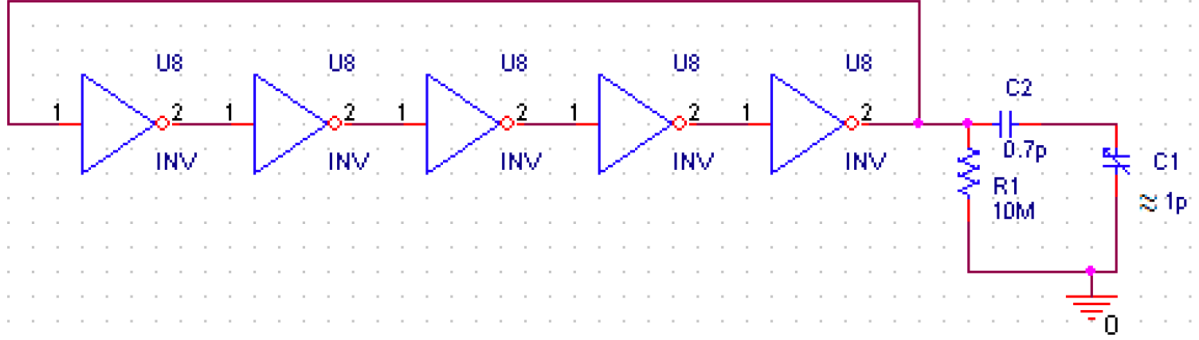 U8 U8 U8 U8 U8
C2
1 2 1 2 1 2 1 2 1 2
INV INV INV INV INV
0.7p
C1
R1
≈ 1p
10M
0